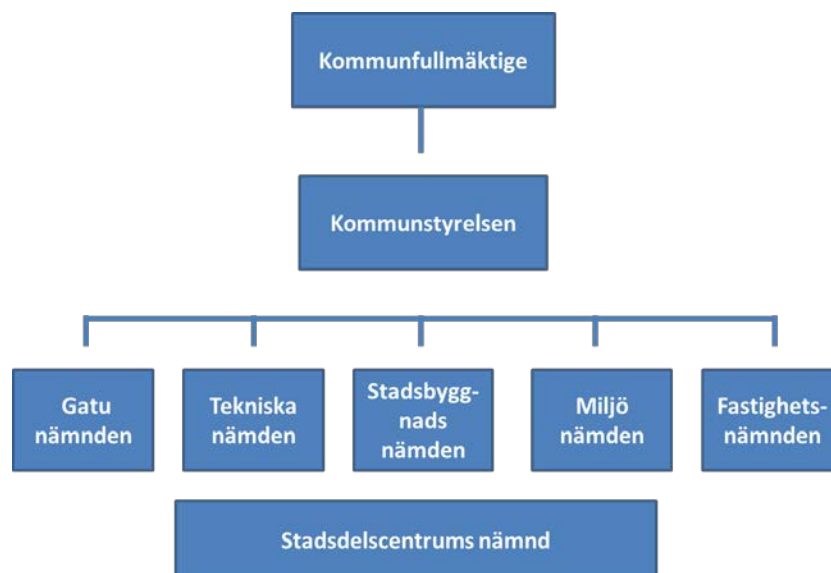 Kommunfullmäktige
Kommunstyrelsen
Gatu
nämnden
Tekniska
nämden
Stadsbygg-
nads
nämden
Miljö
nämden
Fastighets-
nämnden
Stadsdelscentrums nämnd